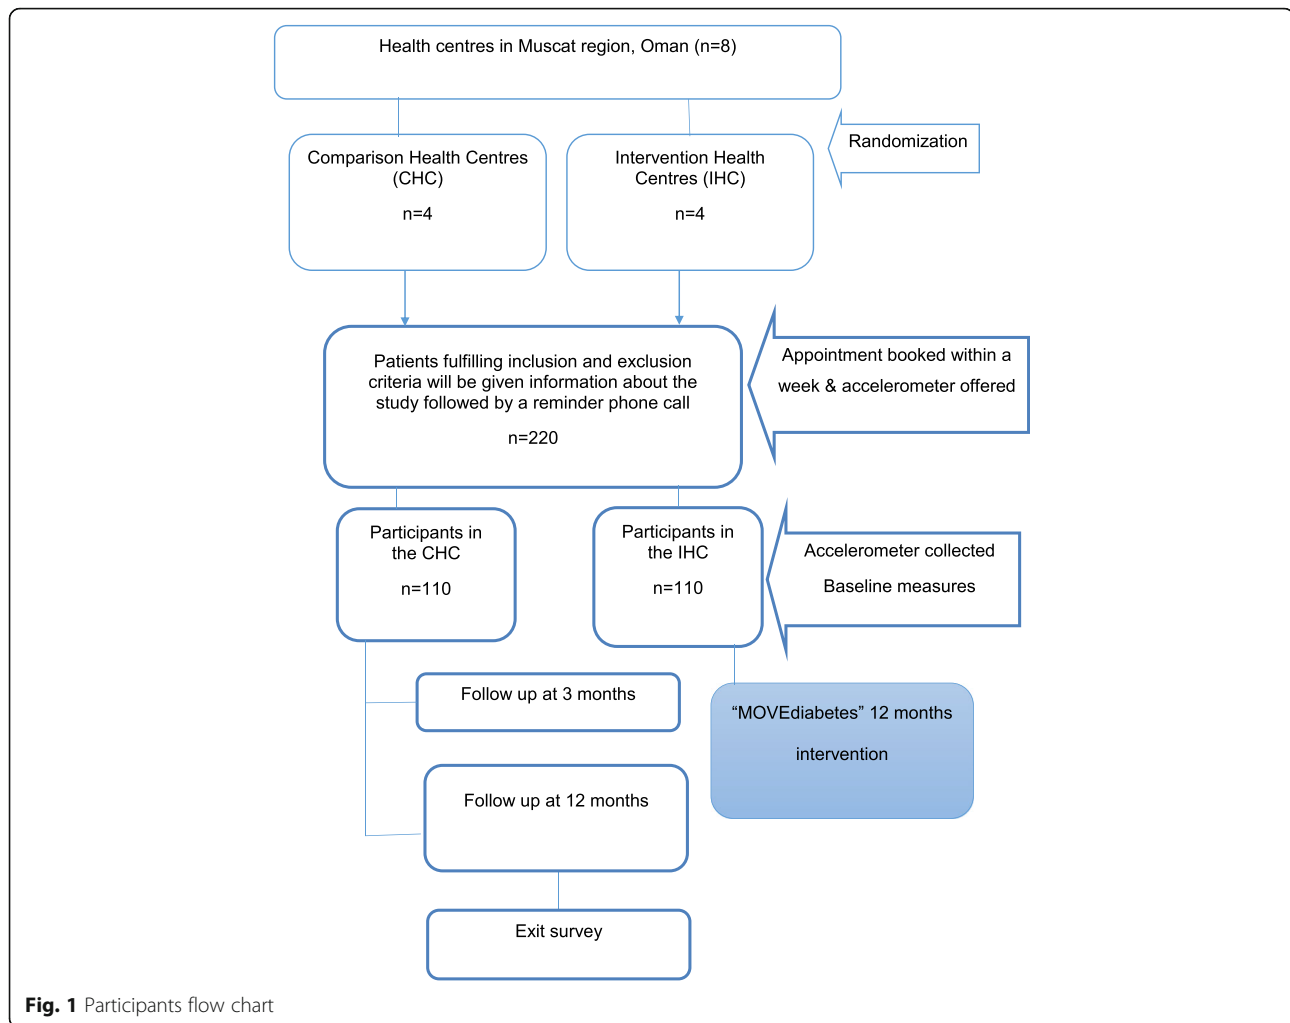 Health centres in Muscat region, Oman (n=8)
Randomization
Comparison Health Centres
(CHC)
n=4
Intervention Health
Centres (IHC)
n=4
Patients fulfilling inclusion and exclusion
criteria will be given information about the
study followed by a reminder phone call
n=220
Appointment booked within a
week & accelerometer offered
Participants in
the CHC
n=110
Participants in
the IHC
n=110
Accelerometer collected
Baseline measures
Follow up at 3 months
“MOVEdiabetes” 12 months
intervention
Follow up at 12 months
Exit survey
Fig. 1 Participants flow chart